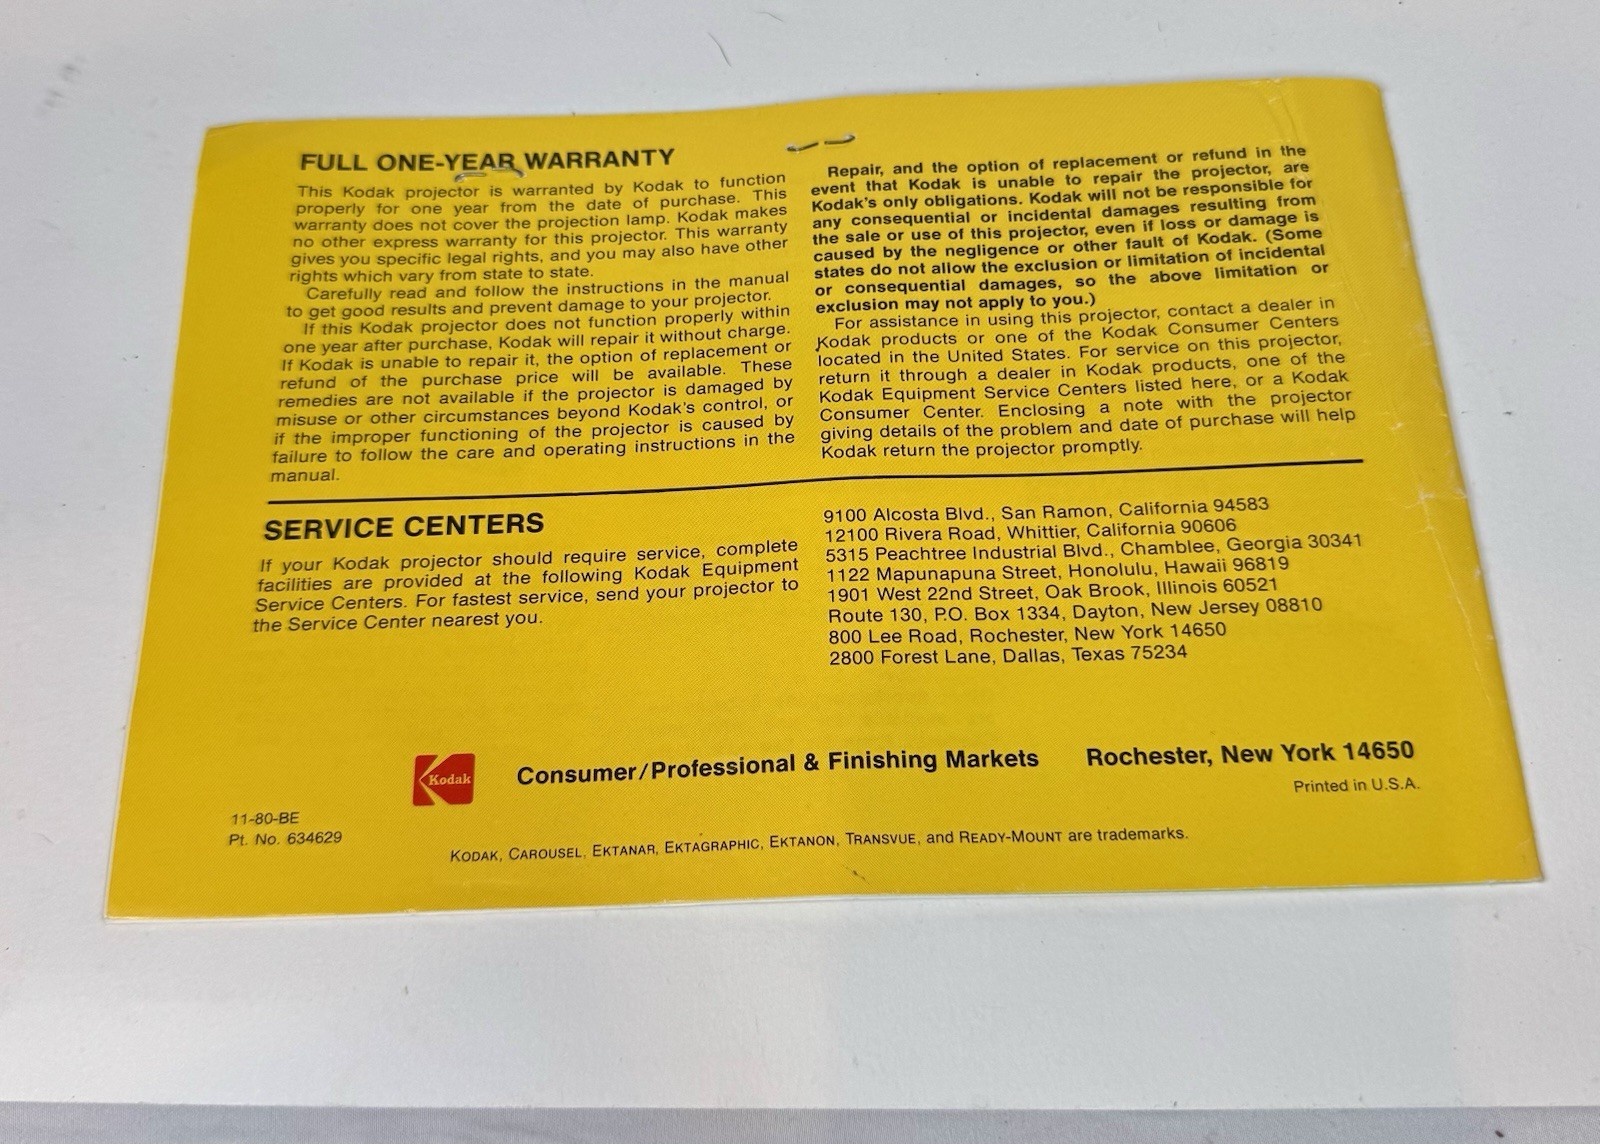 FULL ONE-YEAR WARRANTY
This Kodak projector is warranted by Kodak to function
properly for one year from the date of purchase. This
warranty does not cover the projection lamp. Kodak makes
no other express warranty for this projector. This warranty
gives you specific legal rights, and you may also have other
rights which vary from state to state.
Carefully read and follow the instructions in the manual
to get good results and prevent damage to your projector.
If this Kodak projector does not function properly within
one year after purchase, Kodak will repair it without charge.
If Kodak is unable to repair it, the option of replacement or
refund of the purchase price will be available. These
remedies are not available if the projector is damaged by
misuse or other circumstances beyond Kodak's control, or
if the improper functioning of the projector is caused by
failure to follow the care and operating instructions in the
manual.
Repair, and the option of replacement or refund in the
event that Kodak is unable to repair the projector, are
Kodak's only obligations. Kodak will not be responsible for
any consequential or incidental damages resulting from
the sale or use of this projector, even if loss or damage is
caused by the negligence or other fault of Kodak. (Some
states do not allow the exclusion or limitation of incidental
or consequential damages, so the above limitation or
exclusion may not apply to you.)
For assistance in using this projector, contact a dealer in
Kodak products or one of the Kodak Consumer Centers
located in the United States. For service on this projector,
return it through a dealer in Kodak products, one of the
Kodak Equipment Service Centers listed here, or a Kodak
Consumer Center. Enclosing a note with the projector
giving details of the problem and date of purchase will help
Kodak return the projector promptly.
SERVICE CENTERS
If your Kodak projector should require service, complete
facilities are provided at the following Kodak Equipment
Service Centers. For fastest service, send your projector to
the Service Center nearest you.
9100 Alcosta Blvd., San Ramon, California 94583
12100 Rivera Road, Whittier, California 90606
5315 Peachtree Industrial Blvd., Chamblee, Georgia 30341
1122 Mapunapuna Street, Honolulu, Hawaii 96819
1901 West 22nd Street, Oak Brook, Illinois 60521
Route 130, P.O. Box 1334, Dayton, New Jersey 08810
800 Lee Road, Rochester, New York 14650
2800 Forest Lane, Dallas, Texas 75234
Kodak
Consumer/Professional & Finishing Markets Rochester, New York 14650
Printed in U.S.A.
11-80-BE
Pt. No. 634629
KODAK, CAROUSEL, EKTANAR, EKTAGRAPHIC, EKTANON, TRANSVUE, and READY-MOUNT are trademarks.